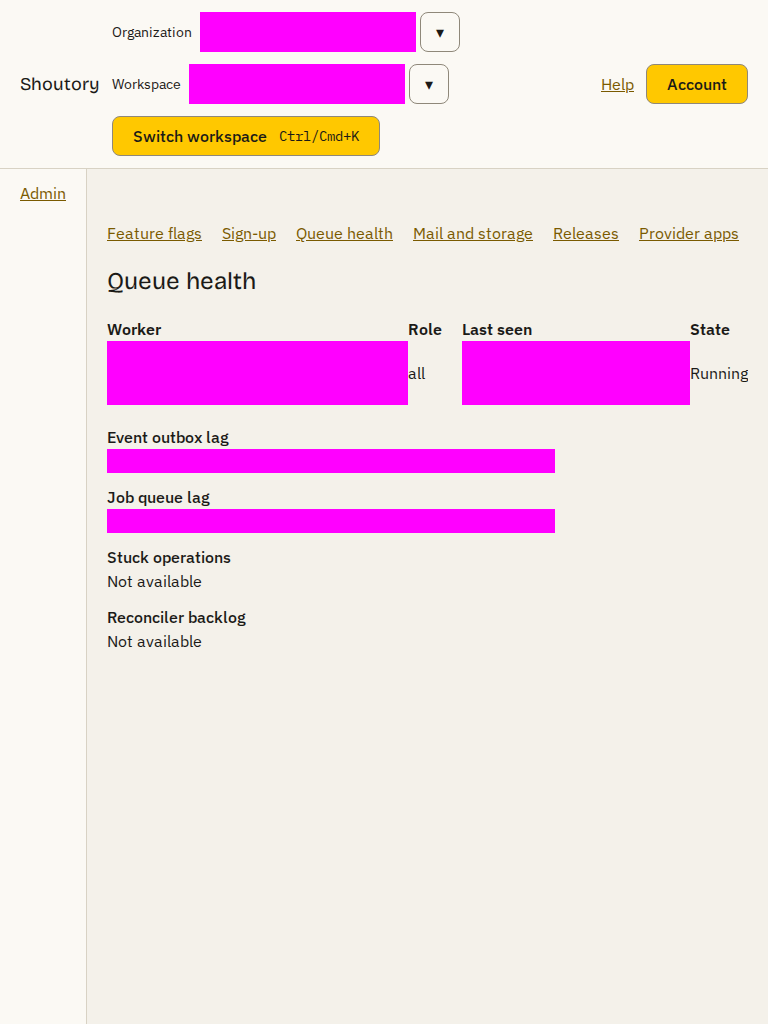 Organization ▼
Shoutory Workspace ▼ Help Account
Switch workspace Ctrl/Cmd+K
Admin
Feature flags Sign-up Queue health Mail and storage Releases Provider apps
Queue health
Worker Role Last seen State
all Running
Event outbox lag
Job queue lag
Stuck operations
Not available
Reconciler backlog
Not available